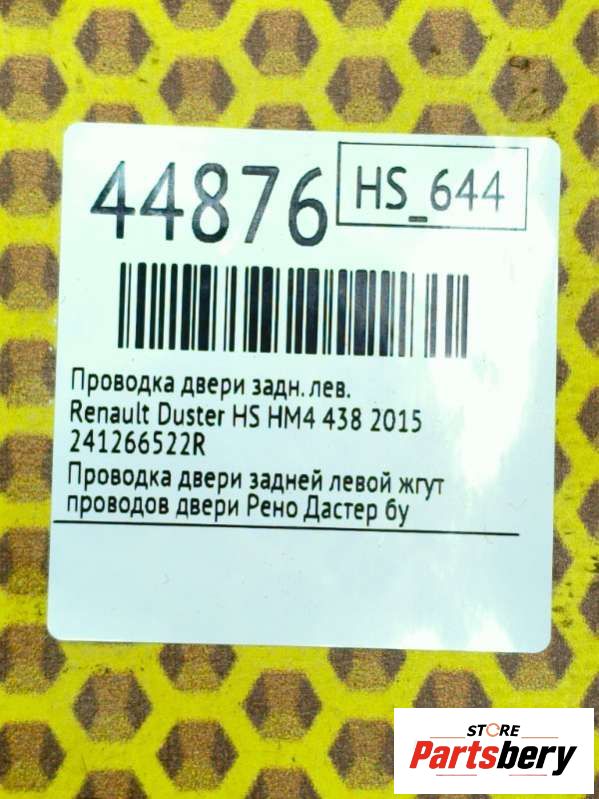 44876
HS_644
Проводка двери задн. лев.
Renault Duster HS HM4 438 2015
241266522R
Проводка двери задней левой жгут
проводов двери Рено Дастер бу
STORE
Partsbery